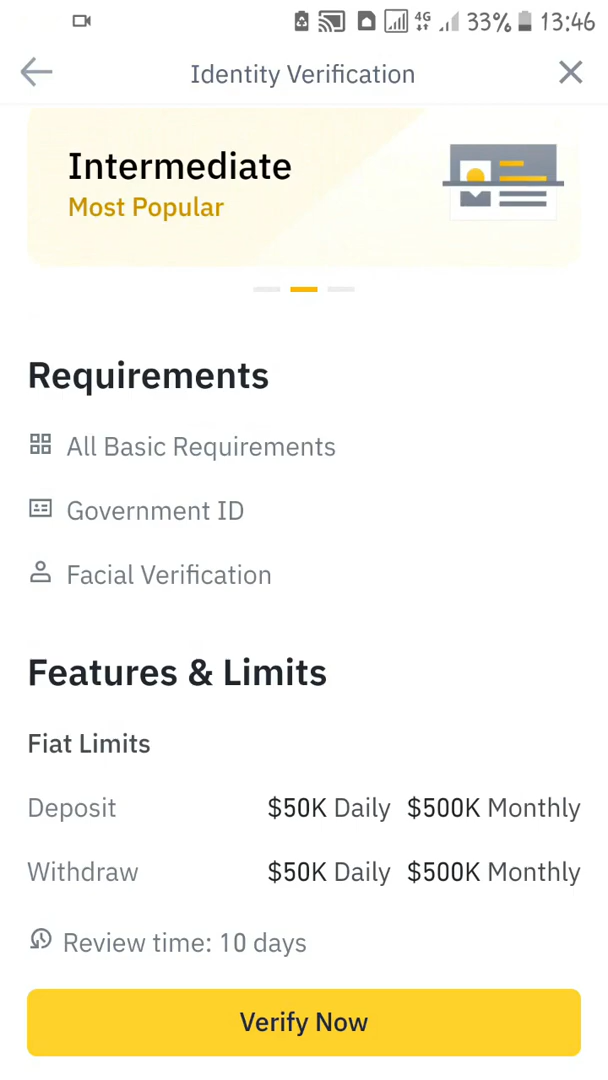 4G 33% 13:46
Identity Verification
Intermediate
Most Popular
Requirements
All Basic Requirements
Government ID
Facial Verification
Features & Limits
Fiat Limits
Deposit $50K Daily $500K Monthly
Withdraw $50K Daily $500K Monthly
Review time: 10 days
Verify Now